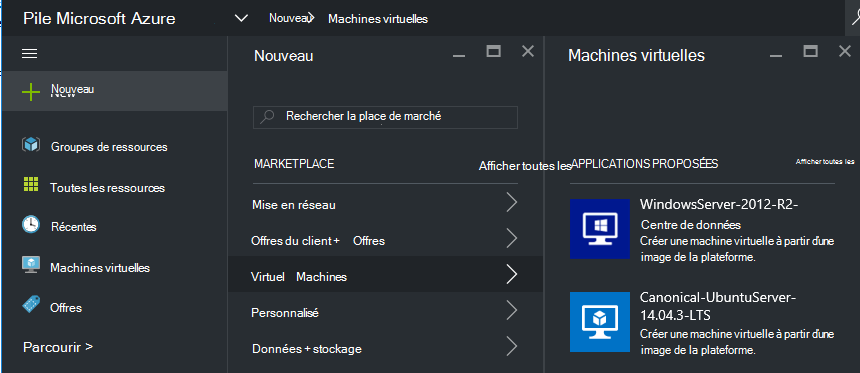 Pile Microsoft Azure
Nouveau
Machines virtuelles
Nouveau
Groupes de ressources
Toutes les ressources
Récentes
Machines virtuelles
Offres
Parcourir >
Nouveau
Rechercher la place de marché
MARKETPLACE
Afficher toutes les
Mise en réseau
Offres du client + Offres
Virtuel Machines
Personnalisé
Données + stockage
Machines virtuelles
APPLICATIONS PROPOSÉES
Afficher toutes les
WindowsServer-2012-R2-
Centre de données
Créer une machine virtuelle à partir d'une
image de la plateforme.
Canonical-UbuntuServer-
14.04.3-LTS
Créer une machine virtuelle à partir d'une
image de la plateforme.